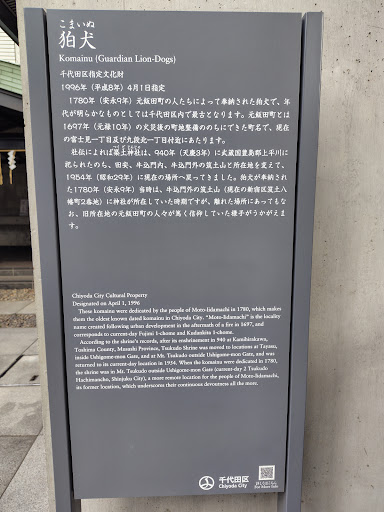 こまいぬ
狛犬
Komainu (Guardian Lion-Dogs)
千代田区指定文化財
1996年（平成8年）4月1日指定
1780年（安永9年）元飯田町の人たちによって奉納された狛犬で、年
代が明らかなものとしては千代田区内で最古となります。元飯田町とは
1697年（元禄10年）の大火災後の町地整備ののちにできた町名で、現在
の富士見一丁目及び九段北一丁目付近にあたります。
社伝によれば築土神社は、940年（天慶3年）に武蔵国豊島郡上平川に
祀られたのち、田安、牛込門内、牛込門外の筑土山と所在地を変えて、
1954年（昭和29年）に現在の場所へ戻ってきました。狛犬が奉納され
た1780年（安永9年）当時は、牛込門外の筑土山（現在の新宿区筑土八
幡町2番地）に神社が所在していた時期ですが、離れた場所にあってもな
お、旧所在地の元飯田町の人々が篤く信仰していた様子がうかがえま
す。
Chiyoda City Cultural Property
Designated on April 1, 1996
These komainu were dedicated by the people of Moto-Iidamachi in 1780, which makes
them the oldest known dated komainu in Chiyoda City. "Moto-Iidamachi" is the locality
name created following urban development in the aftermath of a fire in 1697, and
corresponds to current-day Fujimi 1-chome and Kudankita 1-chome.
According to the shrine's records, after its enshrinement in 940 at Kamihirakawa,
Toshima County, Musashi Province, Tsukudo Shrine was moved to locations at Tayasu,
inside Ushigome-mon Gate, and at Mt. Tsukudo outside Ushigome-mon Gate, and was
returned to its current-day location in 1954. When the komainu were dedicated in 1780,
the shrine was in Mt. Tsukudo outside Ushigome-mon Gate (current-day 2 Tsukudo
Hachimancho, Shinjuku City), a more remote location for the people of Moto-Iidamachi,
its former location, which underscores their continuous devoutness all the more.
千代田区
Chiyoda City
For More Info